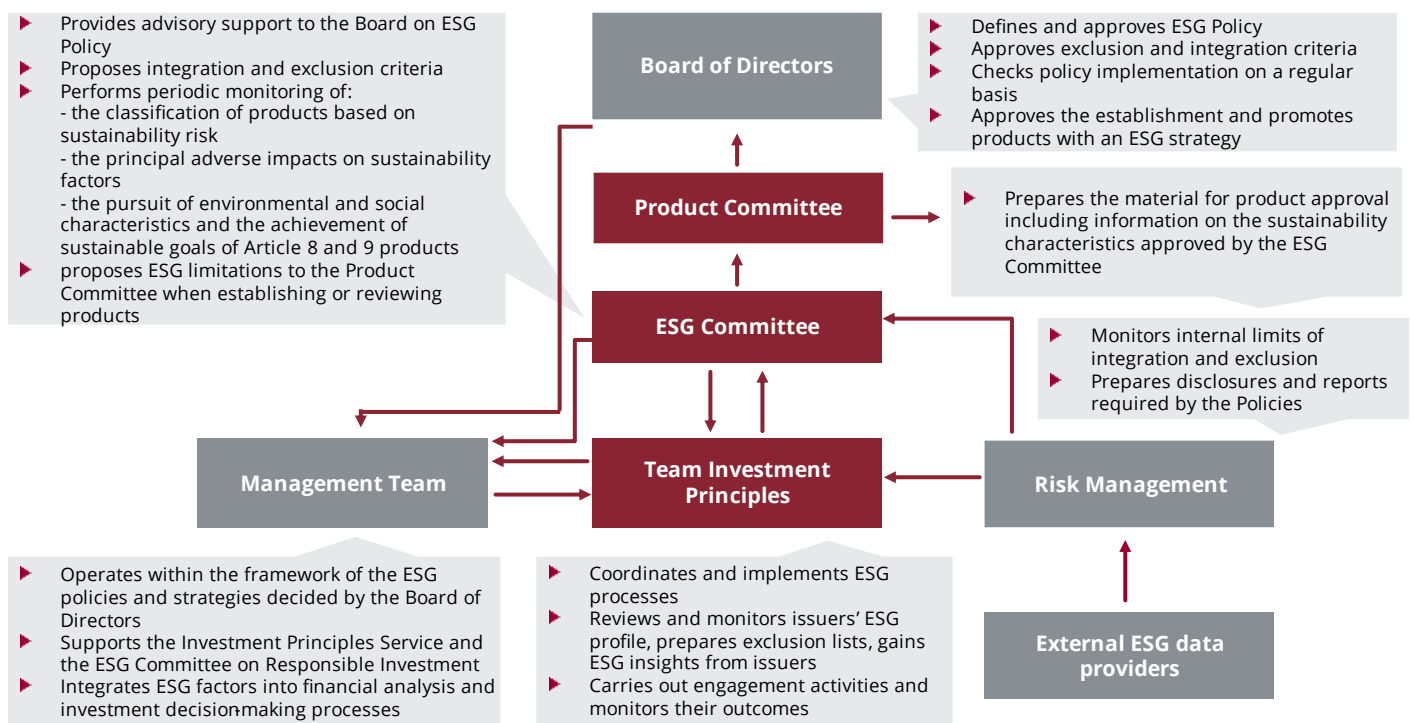 Provides advisory support to the Board on ESG
Policy
Proposes integration and exclusion criteria
Performs periodic monitoring of:
- the classification of products based on
sustainability risk
- the principal adverse impacts on sustainability
factors
- the pursuit of environmental and social
characteristics and the achievement of
sustainable goals of Article 8 and 9 products
proposes ESG limitations to the Product
Committee when establishing or reviewing
products
Board of Directors
Defines and approves ESG Policy
Approves exclusion and integration criteria
Checks policy implementation on a regular
basis
Approves the establishment and promotes
products with an ESG strategy
Product Committee
Prepares the material for product approval
including information on the sustainability
characteristics approved by the ESG
Committee
ESG Committee
Monitors internal limits of
integration and exclusion
Prepares disclosures and reports
required by the Policies
Management Team
Team Investment
Principles
Risk Management
Operates within the framework of the ESG
policies and strategies decided by the Board of
Directors
Supports the Investment Principles Service and
the ESG Committee on Responsible Investment
Integrates ESG factors into financial analysis and
investment decision-making processes
Coordinates and implements ESG
processes
Reviews and monitors issuers’ ESG
profile, prepares exclusion lists, gains
ESG insights from issuers
Carries out engagement activities and
monitors their outcomes
External ESG data
providers